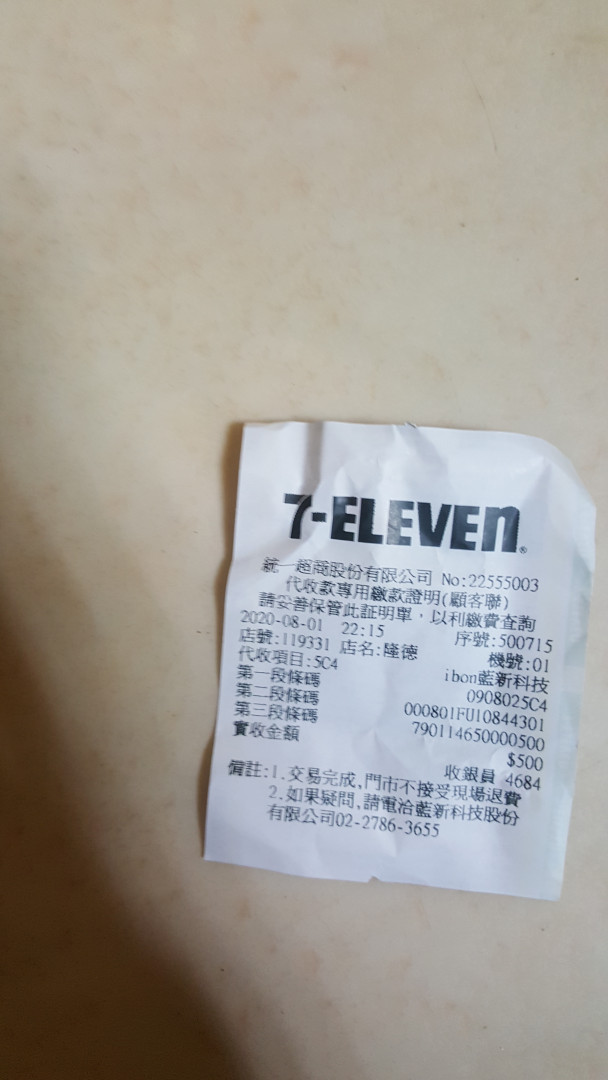 7-ELEVEN®
統一超商股份有限公司 No:22555003
代收款專用繳款證明(顧客聯)
請妥善保管此証明單,以利繳費查詢
2020-08-01 22:15 序號:500715
店號:119331 店名:隆德 機號:01
代收項目:5C4 ibon藍新科技
第一段條碼 0908025C4
第二段條碼 000801FU10844301
第三段條碼 790114650000500
實收金額 $500
收銀員 4684
備註:1.交易完成,門市不接受現場退費
2.如果疑問,請電洽藍新科技股份
有限公司02-2786-3655